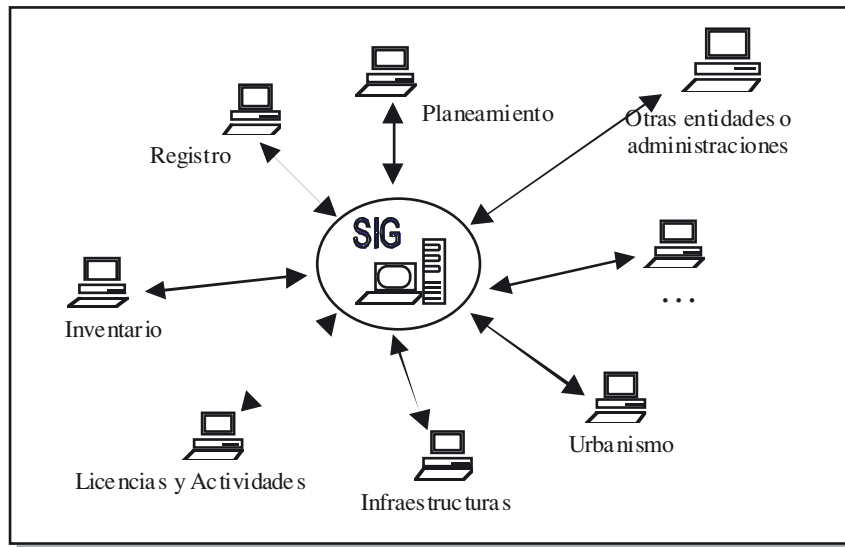 Planeamiento
Otras entidades o
administraciones
Registro
SIG
...
Inventario
Urbanismo
Licencias y Actividades
Infraestructuras